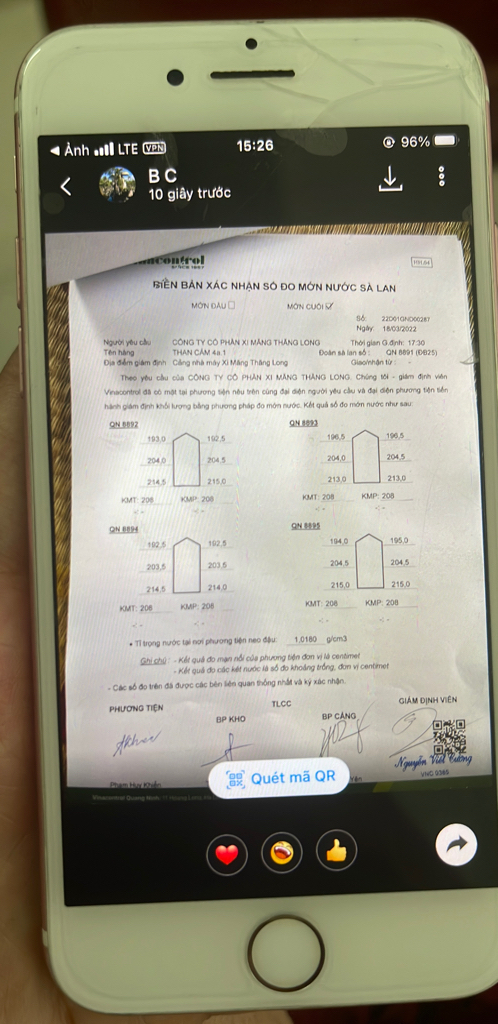 Ảnh LTE VPN 15:26 96%
B C
10 giây trước
ncontrol
SINCE 1957
BIÊN BẢN XÁC NHẬN SỐ ĐO MỚN NƯỚC SÀ LAN
MỚN ĐẦU ☐ MỚN CUỐI ☑
Số: 22D01GND00287
Ngày: 18/03/2022
Người yêu cầu CÔNG TY CỔ PHẦN XI MĂNG THĂNG LONG Thời gian G.định: 17:30
Tên hàng THAN CÁM 4a.1 Đoàn sà lan số: QN 8891 (ĐB25)
Địa điểm giám định Cảng nhà máy Xi Măng Thăng Long Giao/nhận từ: -
Theo yêu cầu của CÔNG TY CỔ PHẦN XI MĂNG THĂNG LONG. Chúng tôi - giám định viên
Vinacontrol đã có mặt tại phương tiện nêu trên cùng đại diện người yêu cầu và đại diện phương tiện tiến
hành giám định khối lượng bằng phương pháp đo mớn nước. Kết quả số đo mớn nước như sau:
QN 8892 QN 8893
193,0 192,5 196,5 196,5
204,0 204,5 204,0 204,5
214,5 215,0 213,0 213,0
KMT: 208 KMP: 208 KMT: 208 KMP: 208
-:- -:- -:- -:-
QN 8894 QN 8895
192,5 192,5 194,0 195,0
203,5 203,5 204,5 204,5
214,5 214,0 215,0 215,0
KMT: 208 KMP: 208 KMT: 208 KMP: 208
-:- -:- -:- -:-
• Tỉ trọng nước tại nơi phương tiện neo đậu: 1,0160 g/cm3
Ghi chú : - Kết quả đo mạn nổi của phương tiện đơn vị là centimet
- Kết quả đo các két nước là số đo khoảng trống, đơn vị centimet
- Các số đo trên đã được các bên liên quan thống nhất và ký xác nhận.
PHƯƠNG TIỆN TLCC GIÁM ĐỊNH VIÊN
BP KHO BP CẢNG
Phạm Huy Khiển
Nguyễn Viết Cường
VNC 0385
Quét mã QR